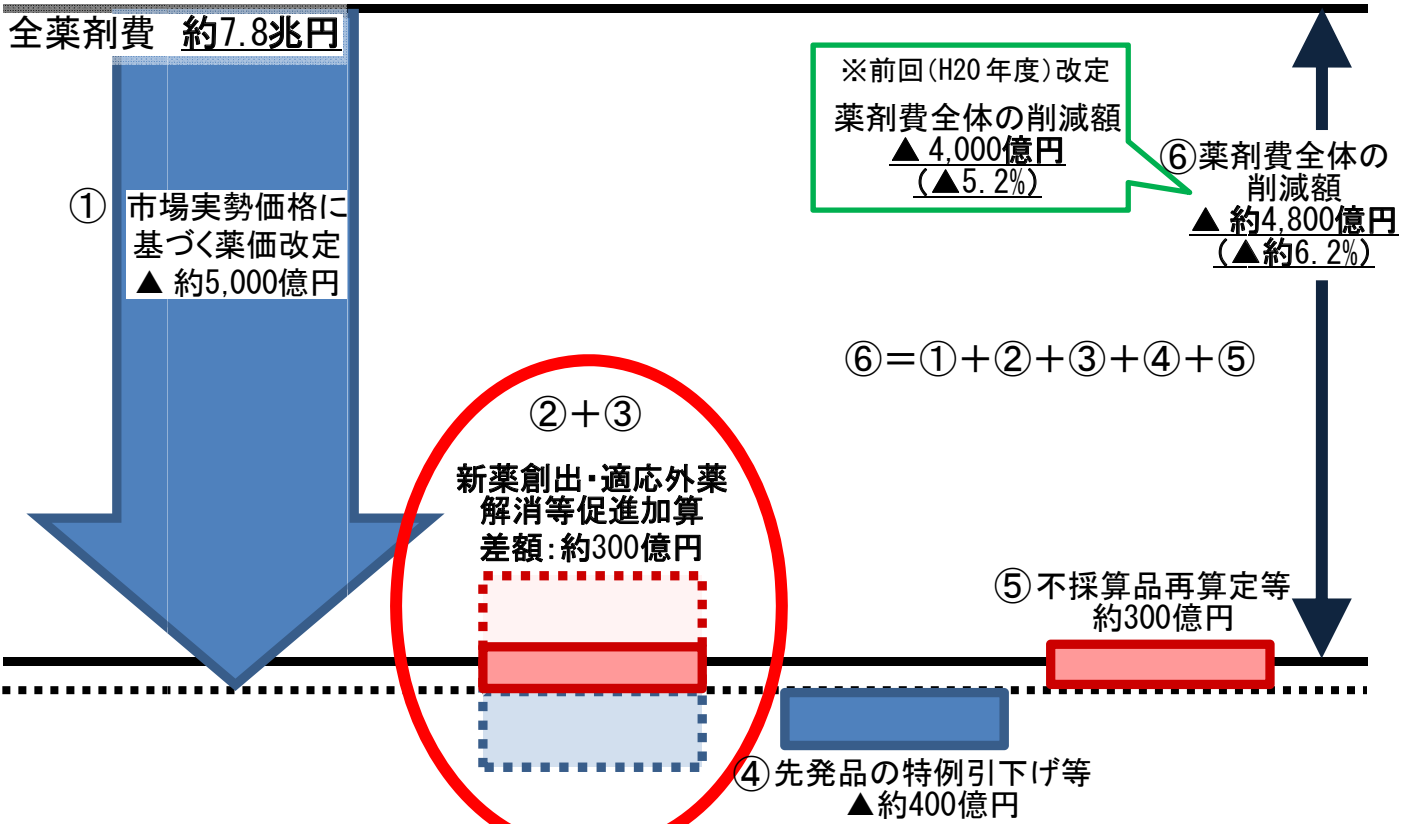 全薬剤費 約7.8兆円
① 市場実勢価格に
基づく薬価改定
▲ 約5,000億円
※前回(H20年度)改定
薬剤費全体の削減額
▲ 4,000億円
(▲5.2%)
⑥薬剤費全体の
削減額
▲ 約4,800億円
(▲約6.2%)
⑥=①+②+③+④+⑤
②+③
新薬創出・適応外薬
解消等促進加算
差額:約300億円
⑤不採算品再算定等
約300億円
④先発品の特例引下げ等
▲約400億円